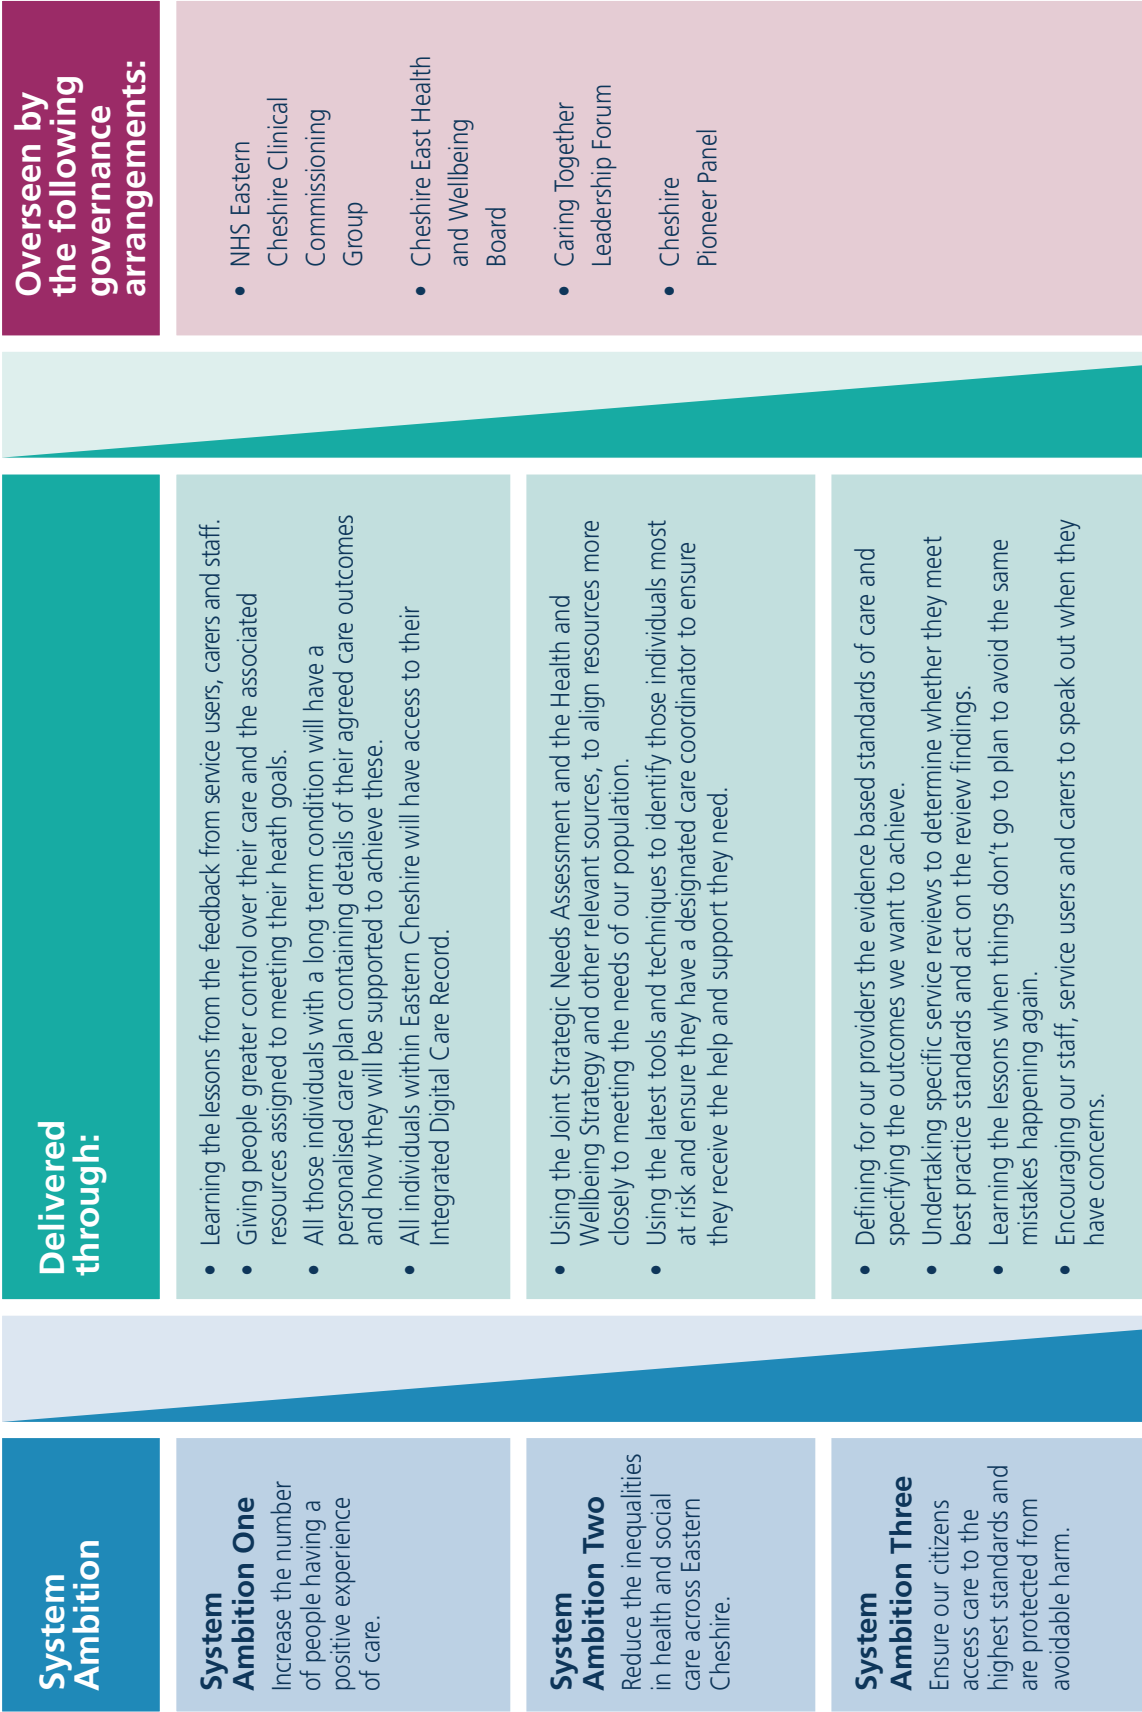 System
Ambition
Delivered
through:
Overseen by
the following
governance
arrangements:
System
Ambition One
Increase the number
of people having a
positive experience
of care.
• Learning the lessons from the feedback from service users, carers and staff.
• Giving people greater control over their care and the associated
resources assigned to meeting their heath goals.
• All those individuals with a long term condition will have a
personalised care plan containing details of their agreed care outcomes
and how they will be supported to achieve these.
• All individuals within Eastern Cheshire will have access to their
Integrated Digital Care Record.
System
Ambition Two
Reduce the inequalities
in health and social
care across Eastern
Cheshire.
• Using the Joint Strategic Needs Assessment and the Health and
Wellbeing Strategy and other relevant sources, to align resources more
closely to meeting the needs of our population.
• Using the latest tools and techniques to identify those individuals most
at risk and ensure they have a designated care coordinator to ensure
they receive the help and support they need.
System
Ambition Three
Ensure our citizens
access care to the
highest standards and
are protected from
avoidable harm.
• Defining for our providers the evidence based standards of care and
specifying the outcomes we want to achieve.
• Undertaking specific service reviews to determine whether they meet
best practice standards and act on the review findings.
• Learning the lessons when things don't go to plan to avoid the same
mistakes happening again.
• Encouraging our staff, service users and carers to speak out when they
have concerns.
• NHS Eastern
Cheshire Clinical
Commissioning
Group
• Cheshire East Health
and Wellbeing
Board
• Caring Together
Leadership Forum
• Cheshire
Pioneer Panel